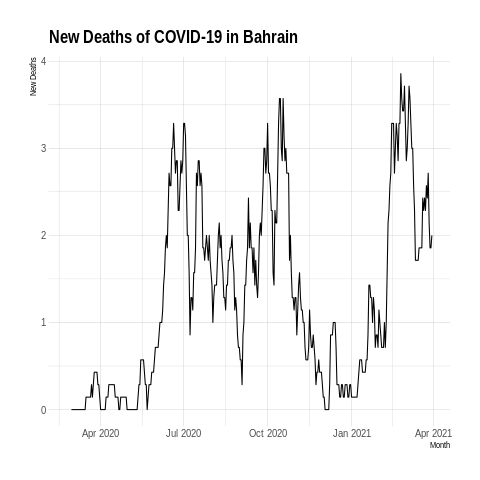 New Deaths of COVID-19 in Bahrain
New Deaths
4
3
2
1
0
Apr 2020 Jul 2020 Oct 2020 Jan 2021 Apr 2021
Month